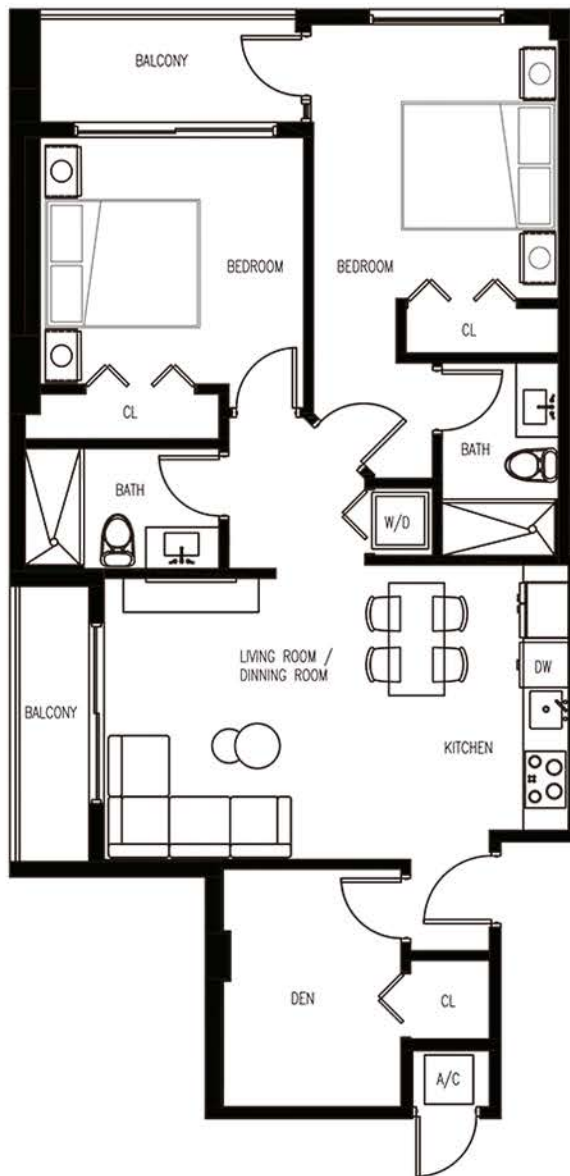 BALCONY
BEDROOM
BEDROOM
CL
CL
BATH
BATH
W/D
LIVING ROOM /
DINNING ROOM
DW
BALCONY
KITCHEN
DEN
CL
A/C